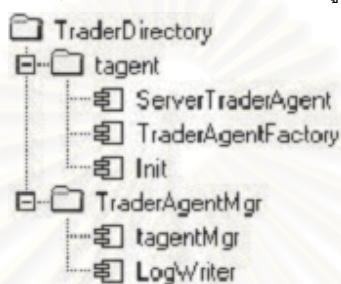 TraderDirectory
tagent
ServerTraderAgent
TraderAgentFactory
Init
TraderAgentMgr
tagentMgr
LogWriter